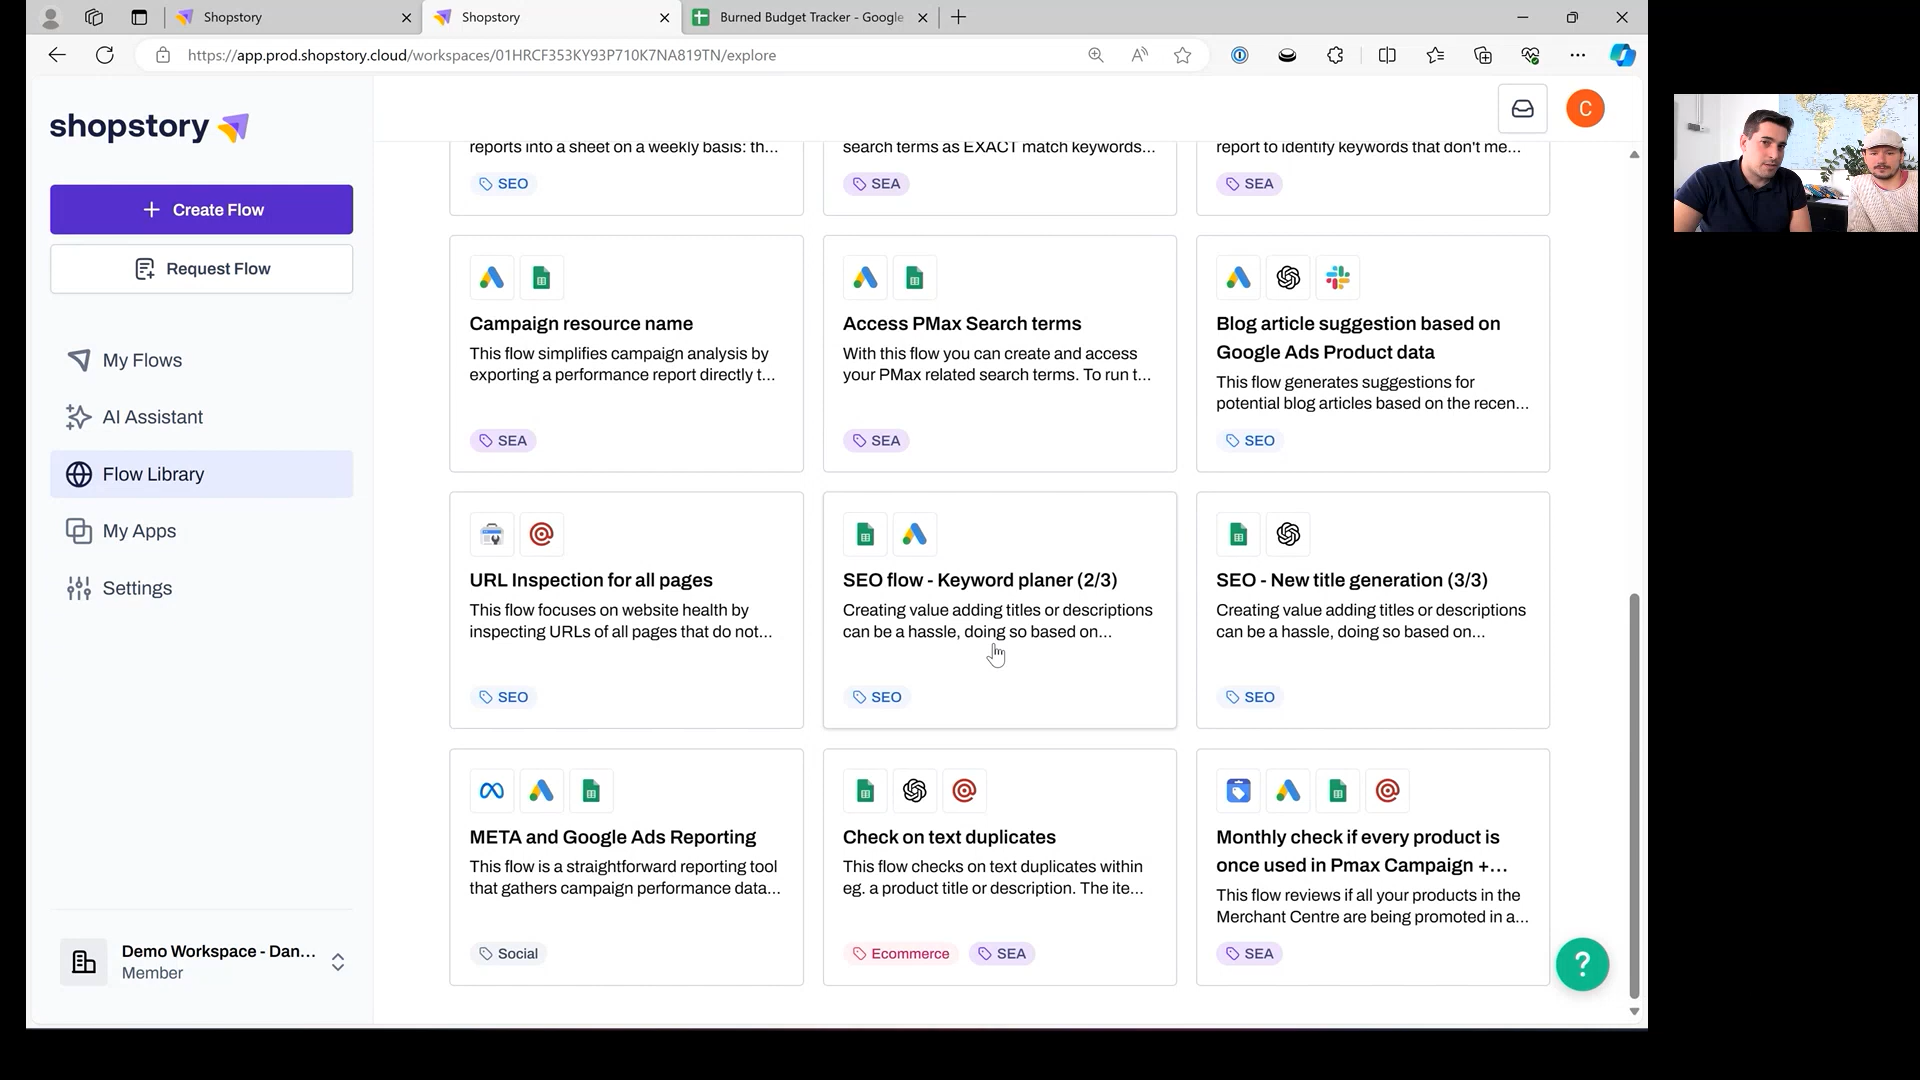 Shopstory
Shopstory
Burned Budget Tracker - Google
https://app.prod.shopstory.cloud/workspaces/01HRCF353KY93P710K7NA819TN/explore
shopstory
C
Create Flow
Request Flow
My Flows
AI Assistant
Flow Library
My Apps
Settings
Demo Workspace - Dan...
Member
reports into a sheet on a weekly basis: th...
SEO
search terms as EXACT match keywords...
SEA
report to identify keywords that don't me...
SEA
Campaign resource name
This flow simplifies campaign analysis by
exporting a performance report directly t...
SEA
Access PMax Search terms
With this flow you can create and access
your PMax related search terms. To run t...
SEA
Blog article suggestion based on
Google Ads Product data
This flow generates suggestions for
potential blog articles based on the recen...
SEO
URL Inspection for all pages
This flow focuses on website health by
inspecting URLs of all pages that do not...
SEO
SEO flow - Keyword planer (2/3)
Creating value adding titles or descriptions
can be a hassle, doing so based on...
SEO
SEO - New title generation (3/3)
Creating value adding titles or descriptions
can be a hassle, doing so based on...
SEO
META and Google Ads Reporting
This flow is a straightforward reporting tool
that gathers campaign performance data...
Social
Check on text duplicates
This flow checks on text duplicates within
eg. a product title or description. The ite...
Ecommerce
SEA
Monthly check if every product is
once used in Pmax Campaign +...
This flow reviews if all your products in the
Merchant Centre are being promoted in a...
SEA
?